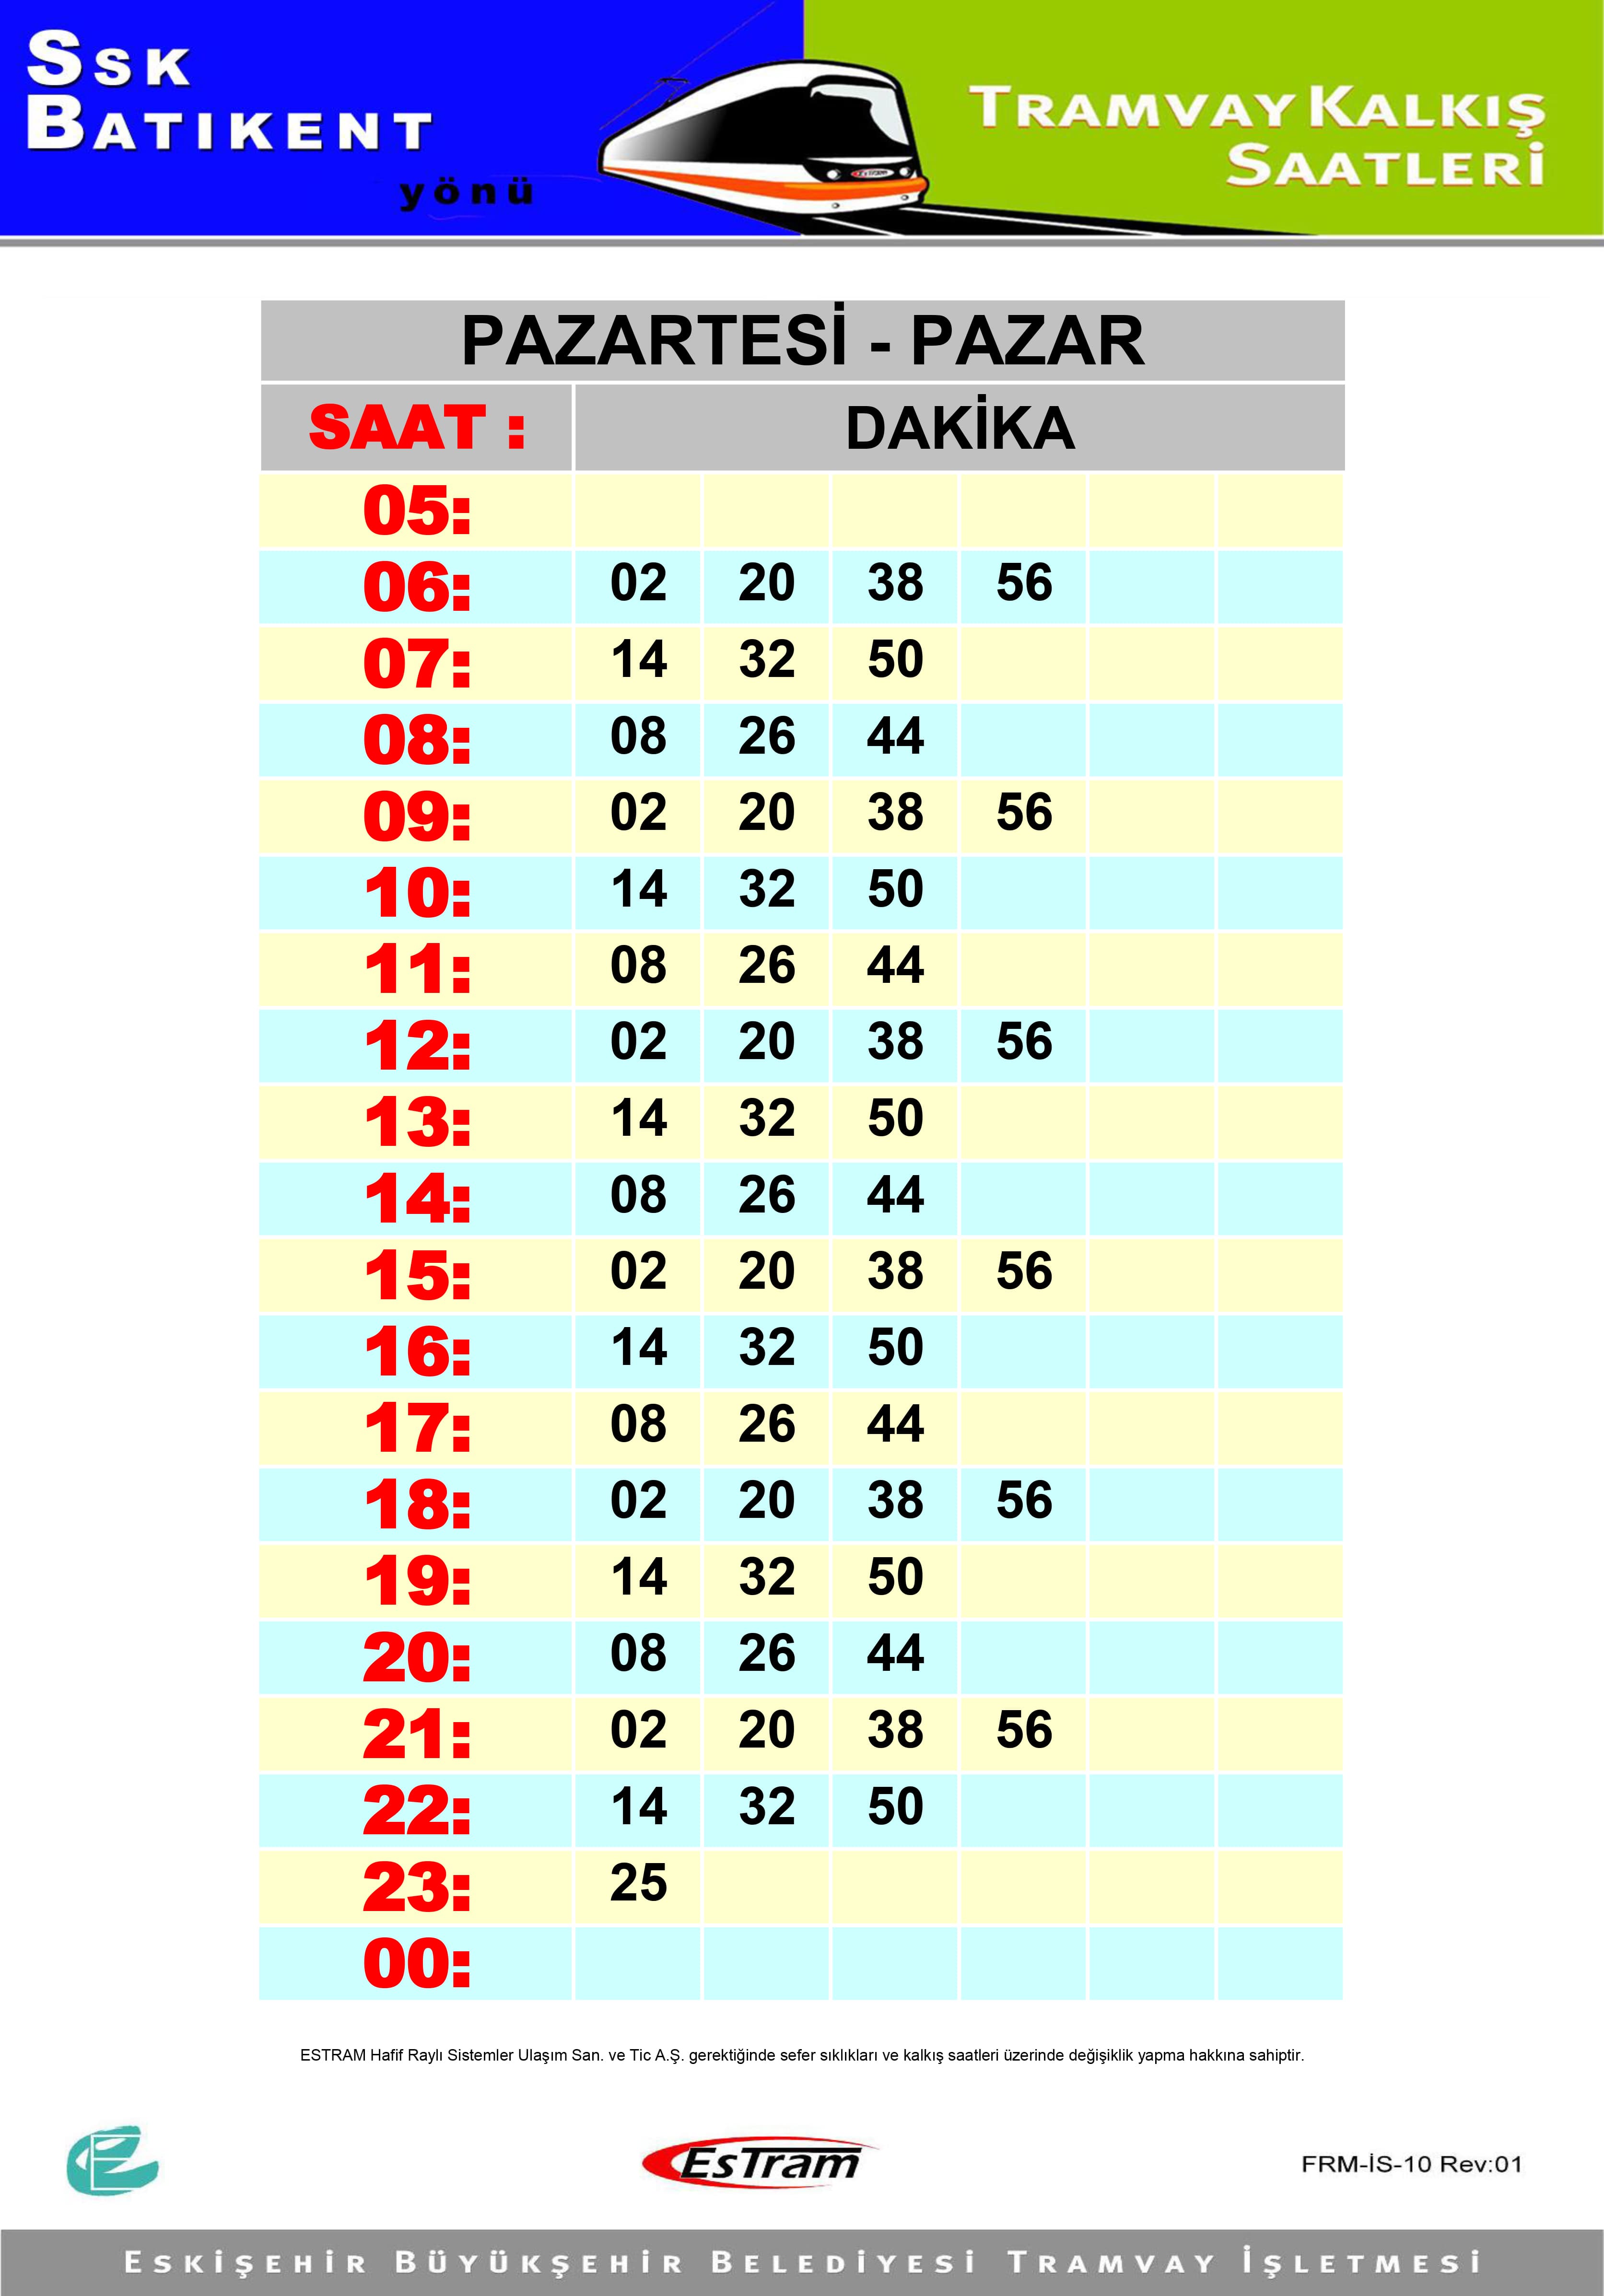 SSK
BATIKENT
yönü
TRAMVAY KALKIŞ
SAATLERİ
ESTRAM
PAZARTESİ - PAZAR
SAAT : DAKİKA
05:
06: 02 20 38 56
07: 14 32 50
08: 08 26 44
09: 02 20 38 56
10: 14 32 50
11: 08 26 44
12: 02 20 38 56
13: 14 32 50
14: 08 26 44
15: 02 20 38 56
16: 14 32 50
17: 08 26 44
18: 02 20 38 56
19: 14 32 50
20: 08 26 44
21: 02 20 38 56
22: 14 32 50
23: 25
00:
ESTRAM Hafif Raylı Sistemler Ulaşım San. ve Tic A.Ş. gerektiğinde sefer sıklıkları ve kalkış saatleri üzerinde değişiklik yapma hakkına sahiptir.
EsTram
FRM-İS-10 Rev:01
ESKİŞEHİR BÜYÜKŞEHİR BELEDİYESİ TRAMVAY İŞLETMESİ